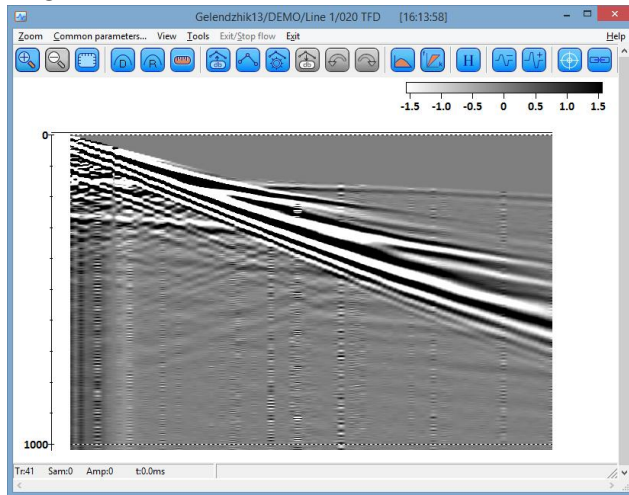 Gelendzhik13/DEMO/Line 1/020 TFD [16:13:58]
Zoom Common parameters... View Tools Exit/Stop flow Exit Help
D R H
-1.5 -1.0 -0.5 0 0.5 1.0 1.5
0
1000
Tr:41 Sam:0 Amp:0 t:0.0ms